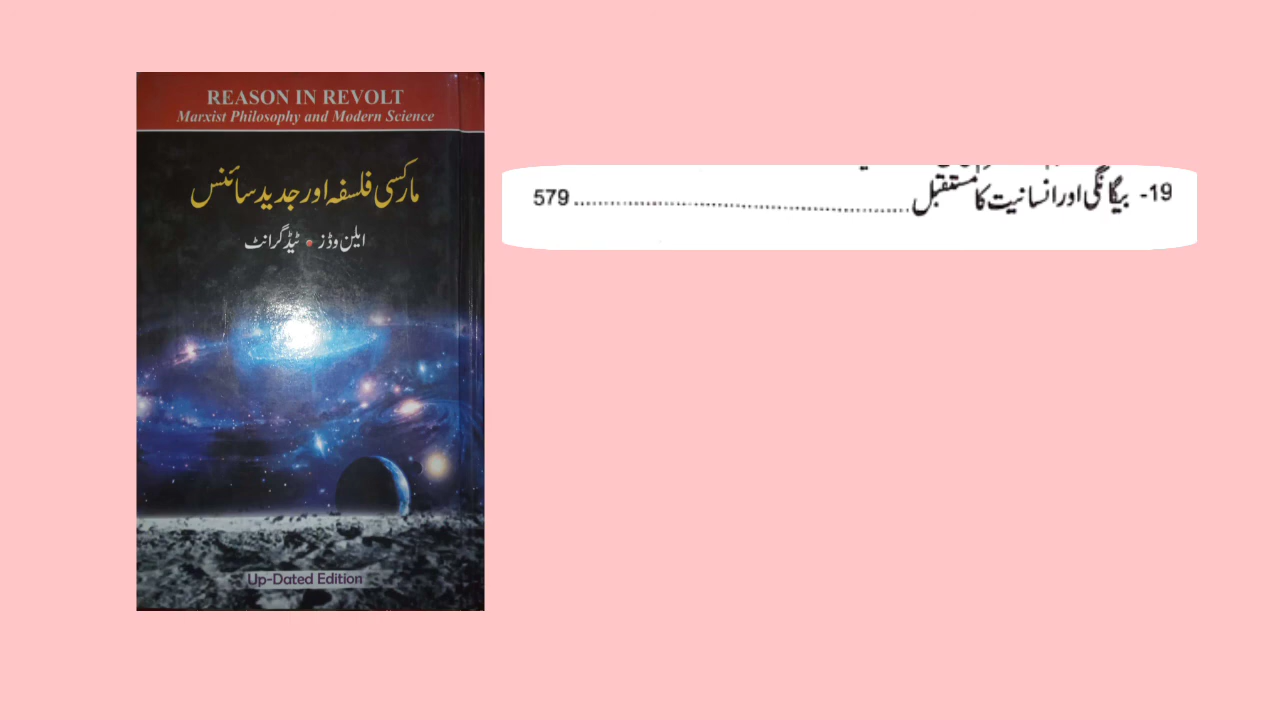 REASON IN REVOLT
Marxist Philosophy and Modern Science
مارکسی فلسفہ اور جدید سائنس
ایلن وڈز • ٹیڈ گرانٹ
Up-Dated Edition
19- بیگانگی اور انسانیت کا مستقبل ........................ 579